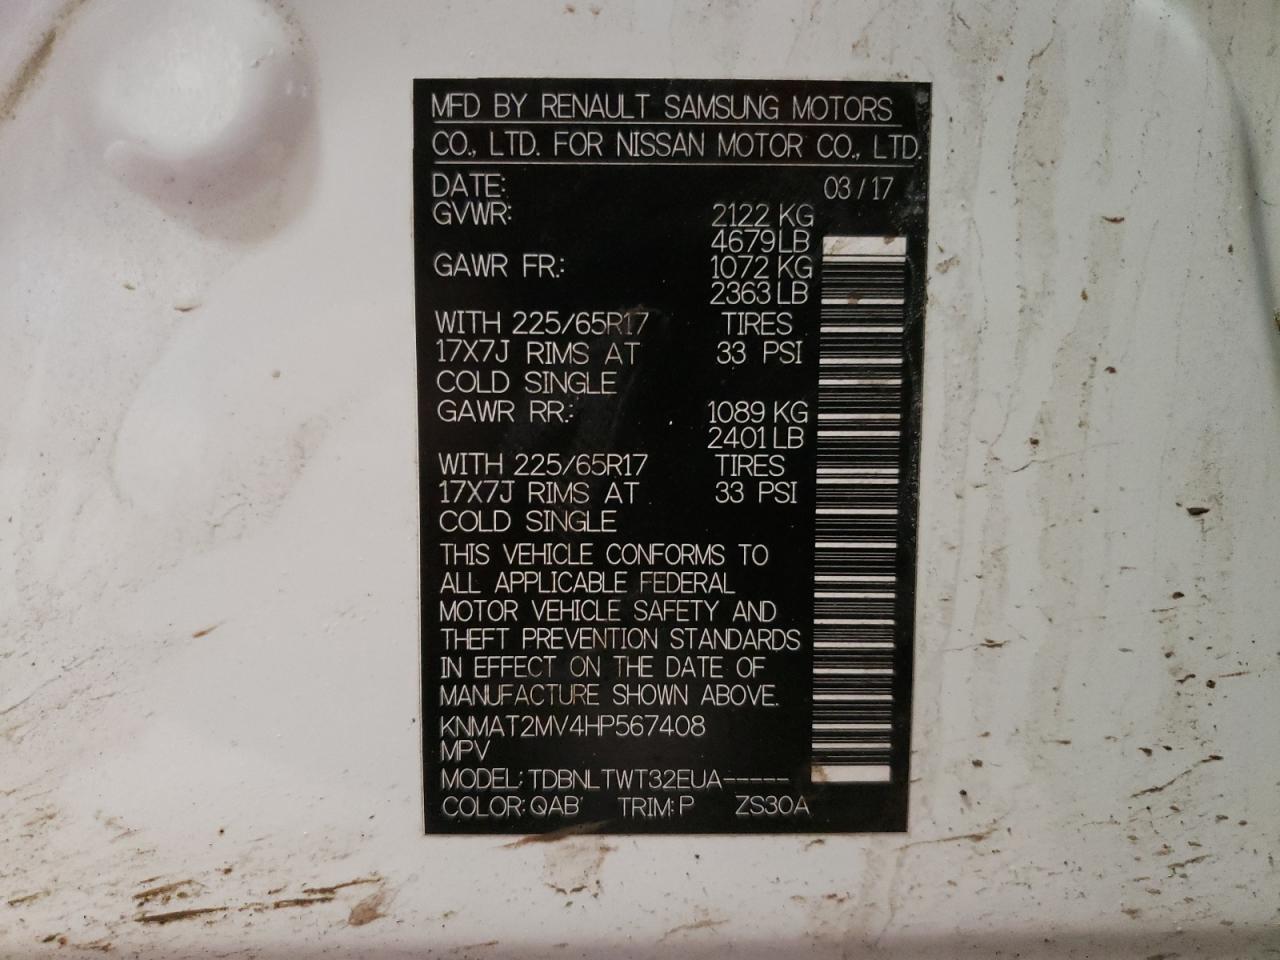 MFD BY RENAULT SAMSUNG MOTORS
CO., LTD. FOR NISSAN MOTOR CO., LTD.
DATE: 03/17
GVWR: 2122 KG
4679 LB
GAWR FR.: 1072 KG
2363 LB
WITH 225/65R17 TIRES
17X7J RIMS AT 33 PSI
COLD SINGLE
GAWR RR.: 1089 KG
2401 LB
WITH 225/65R17 TIRES
17X7J RIMS AT 33 PSI
COLD SINGLE
THIS VEHICLE CONFORMS TO
ALL APPLICABLE FEDERAL
MOTOR VEHICLE SAFETY AND
THEFT PREVENTION STANDARDS
IN EFFECT ON THE DATE OF
MANUFACTURE SHOWN ABOVE.
KNMAT2MV4HP567408
MPV
MODEL: TDBNLTWT32EUA-----
COLOR: QAB TRIM: P ZS30A